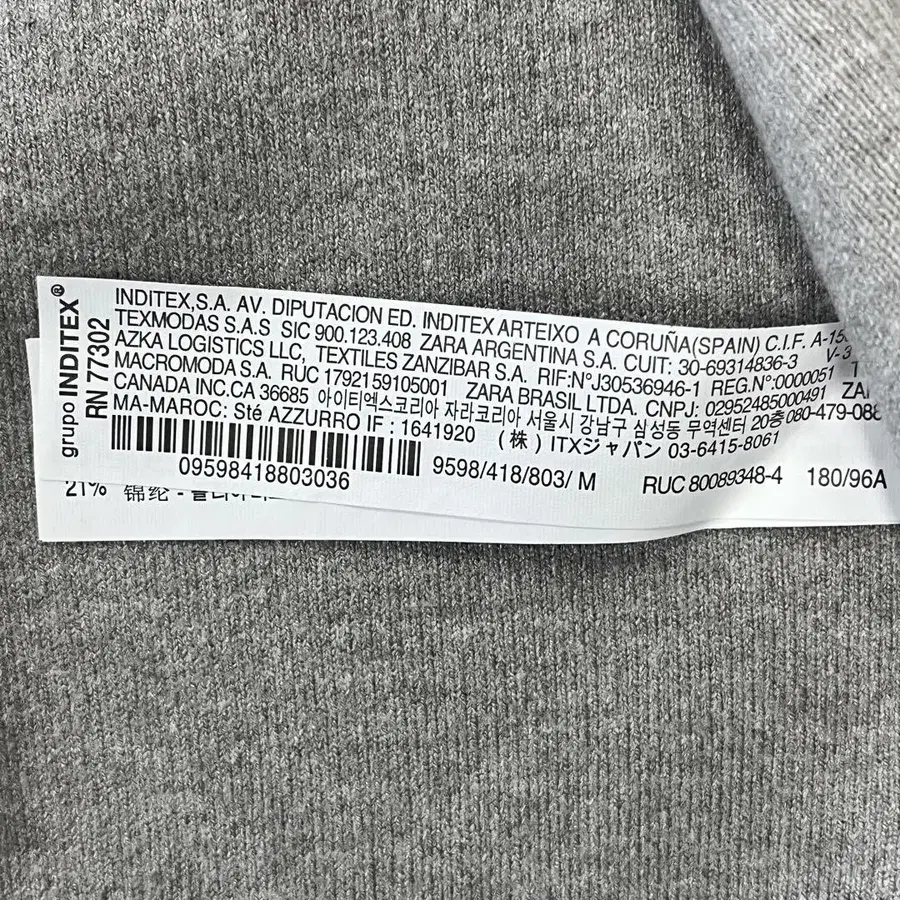 grupo INDITEX®
RN 77302
INDITEX,S.A. AV. DIPUTACION ED. INDITEX ARTEIXO A CORUÑA(SPAIN) C.I.F.
TEXMODAS S.A.S SIC 900.123.408 ZARA ARGENTINA S.A. CUIT: 30-69314836-3
AZKA LOGISTICS LLC, TEXTILES ZANZIBAR S.A. RIF:N°J30536946-1 REG.N°:0000051
MACROMODA S.A. RUC 1792159105001 ZARA BRASIL LTDA. CNPJ: 02952485000491
CANADA INC.CA 36685 아이티엑스코리아 자라코리아 서울시 강남구 삼성동 무역센터 20층
MA-MAROC: Sté AZZURRO IF : 1641920 (株) ITXジャパン 03-6415-8061
09598418803036
9598/418/803/ M RUC 80089348-4 180/96A
21% 锦纶 -